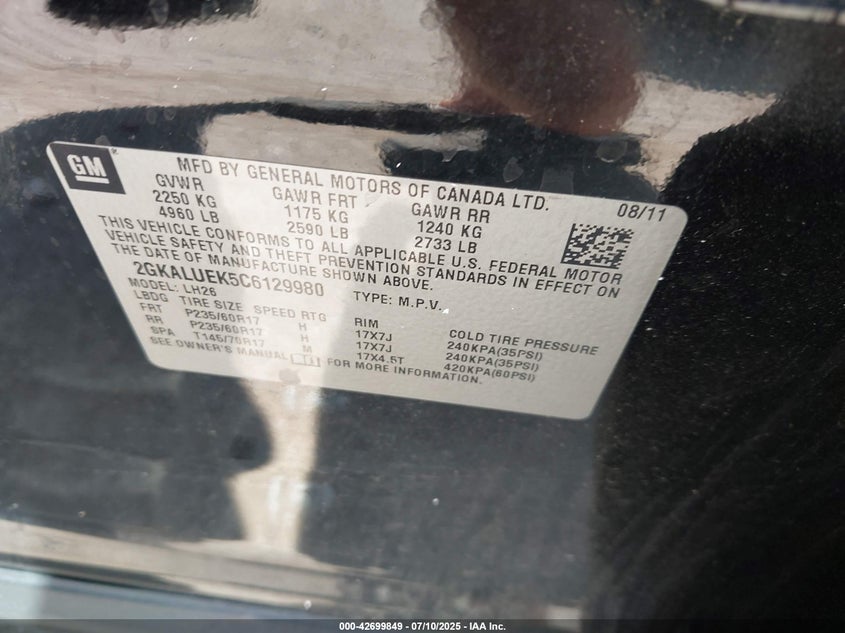 GM
MFD BY GENERAL MOTORS OF CANADA LTD.
08/11
GVWR GAWR FRT GAWR RR
2250 KG 1175 KG 1240 KG
4960 LB 2590 LB 2733 LB
THIS VEHICLE CONFORMS TO ALL APPLICABLE U.S. FEDERAL MOTOR
VEHICLE SAFETY AND THEFT PREVENTION STANDARDS IN EFFECT ON
THE DATE OF MANUFACTURE SHOWN ABOVE.
2GKALUEK5C6129980 TYPE: M.P.V.
MODEL: LH26
LBDG TIRE SIZE SPEED RTG RIM COLD TIRE PRESSURE
FRT P235/60R17 H 17X7J 240KPA(35PSI)
RR P235/60R17 H 17X7J 240KPA(35PSI)
SPA T145/70R17 M 17X4.5T 420KPA(60PSI)
SEE OWNER'S MANUAL FOR MORE INFORMATION.
000-42699849 - 07/10/2025 - IAA Inc.